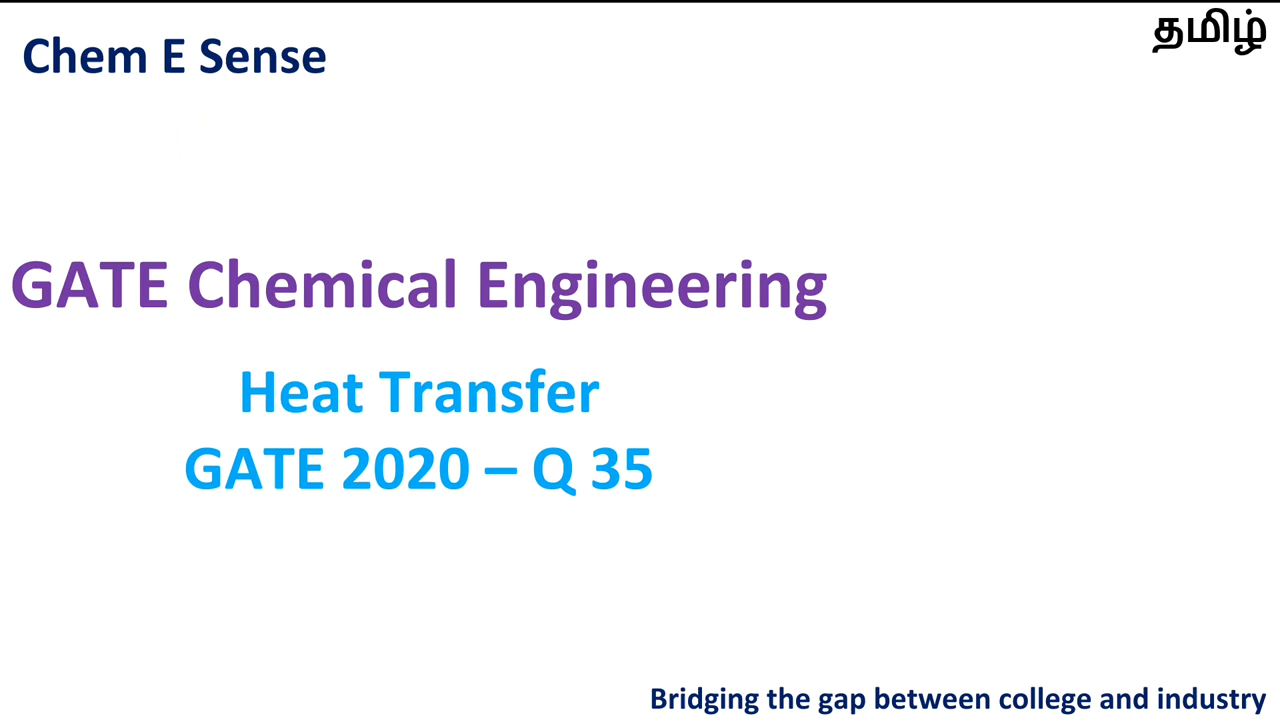 Chem E Sense
தமிழ்
GATE Chemical Engineering
Heat Transfer
GATE 2020 – Q 35
Bridging the gap between college and industry